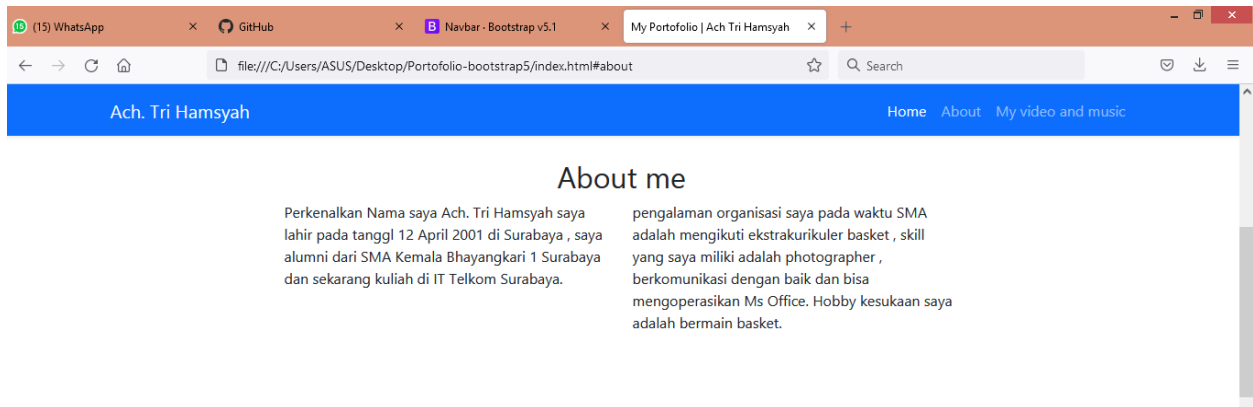 (15) WhatsApp
GitHub
Navbar · Bootstrap v5.1
My Portofolio | Ach Tri Hamsyah
file:///C:/Users/ASUS/Desktop/Portofolio-bootstrap5/index.html#about
Search
Ach. Tri Hamsyah
Home About My video and music
About me
Perkenalkan Nama saya Ach. Tri Hamsyah saya
lahir pada tanggl 12 April 2001 di Surabaya , saya
alumni dari SMA Kemala Bhayangkari 1 Surabaya
dan sekarang kuliah di IT Telkom Surabaya.
pengalaman organisasi saya pada waktu SMA
adalah mengikuti ekstrakurikuler basket , skill
yang saya miliki adalah photographer ,
berkomunikasi dengan baik dan bisa
mengoperasikan Ms Office. Hobby kesukaan saya
adalah bermain basket.